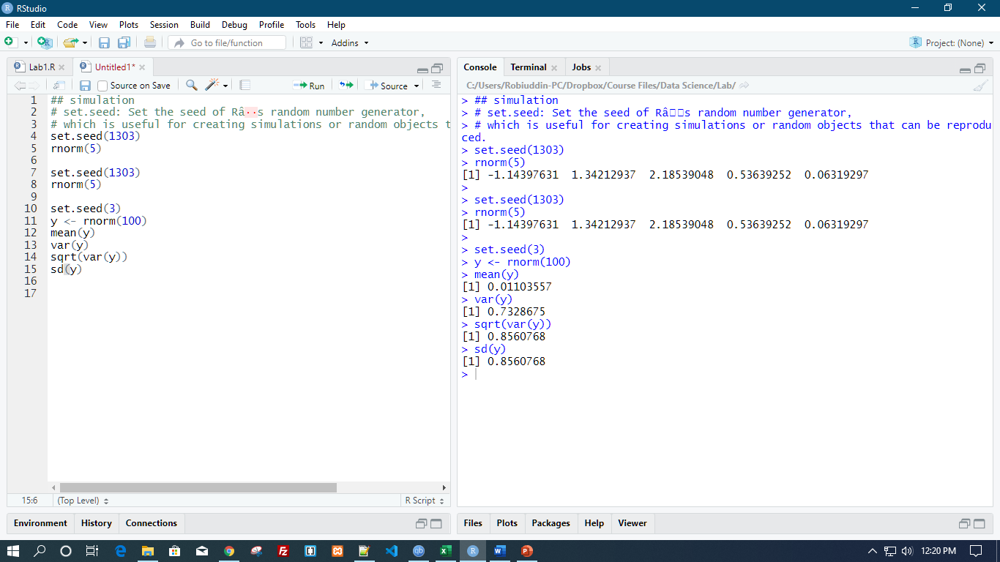 RStudio
File Edit Code View Plots Session Build Debug Profile Tools Help
Go to file/function Addins Project: (None)
Lab1.R Untitled1*
Source on Save Run Source
1 ## simulation
2 # set.seed: Set the seed of Râ··s random number generator,
3 # which is useful for creating simulations or random objects t
4 set.seed(1303)
5 rnorm(5)
6
7 set.seed(1303)
8 rnorm(5)
9
10 set.seed(3)
11 y <- rnorm(100)
12 mean(y)
13 var(y)
14 sqrt(var(y))
15 sd(y)
16
17
15:6 (Top Level) R Script
Environment History Connections
Console Terminal Jobs
C:/Users/Robiuddin-PC/Dropbox/Course Files/Data Science/Lab/
> ## simulation
> # set.seed: Set the seed of Râ▯▯s random number generator,
> # which is useful for creating simulations or random objects that can be reprodu
ced.
> set.seed(1303)
> rnorm(5)
[1] -1.14397631 1.34212937 2.18539048 0.53639252 0.06319297
>
> set.seed(1303)
> rnorm(5)
[1] -1.14397631 1.34212937 2.18539048 0.53639252 0.06319297
>
> set.seed(3)
> y <- rnorm(100)
> mean(y)
[1] 0.01103557
> var(y)
[1] 0.7328675
> sqrt(var(y))
[1] 0.8560768
> sd(y)
[1] 0.8560768
>
Files Plots Packages Help Viewer
12:20 PM